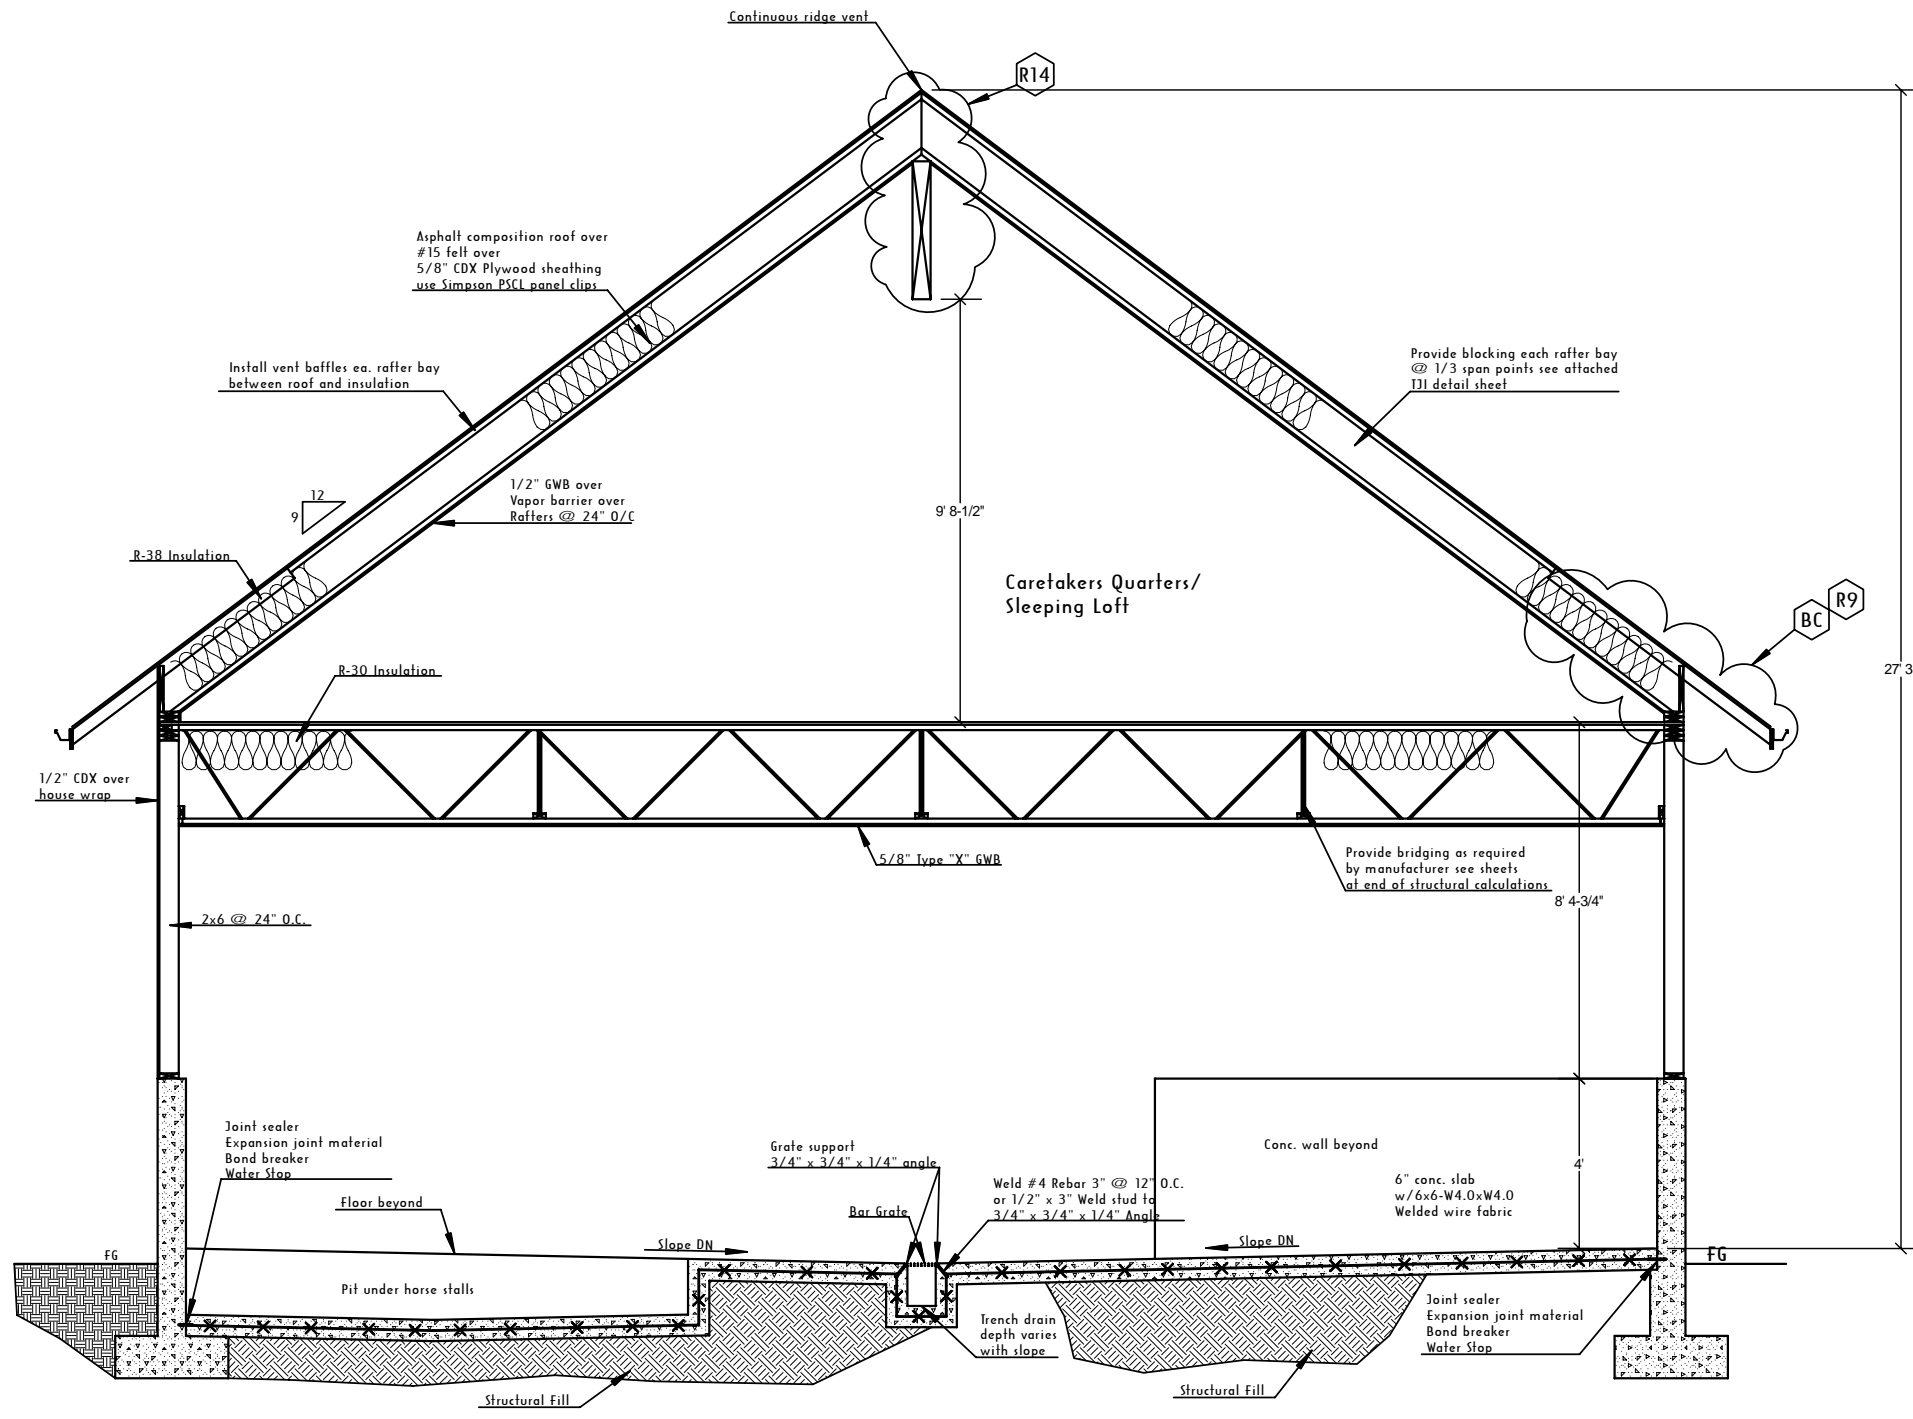 Continuous ridge vent
R14
Asphalt composition roof over
#15 felt over
5/8" CDX Plywood sheathing
use Simpson PSCL panel clips
Install vent baffles ea. rafter bay
between roof and insulation
Provide blocking each rafter bay
@ 1/3 span points see attached
TJI detail sheet
12
9
1/2" GWB over
Vapor barrier over
Rafters @ 24" O/C
9' 8-1/2"
R-38 Insulation
Caretakers Quarters/
Sleeping Loft
R9
BC
27' 3
R-30 Insulation
1/2" CDX over
house wrap
5/8" Type "X" GWB
Provide bridging as required
by manufacturer see sheets
at end of structural calculations
8' 4-3/4"
2x6 @ 24" O.C.
Joint sealer
Expansion joint material
Bond breaker
Water Stop
Grate support
3/4" x 3/4" x 1/4" angle
Conc. wall beyond
4'
Weld #4 Rebar 3" @ 12" O.C.
or 1/2" x 3" Weld stud to
3/4" x 3/4" x 1/4" Angle
6" conc. slab
w/6x6-W4.0xW4.0
Welded wire fabric
Floor beyond
Bar Grate
Slope DN
Slope DN
FG
FG
Pit under horse stalls
Trench drain
depth varies
with slope
Joint sealer
Expansion joint material
Bond breaker
Water Stop
Structural Fill
Structural Fill